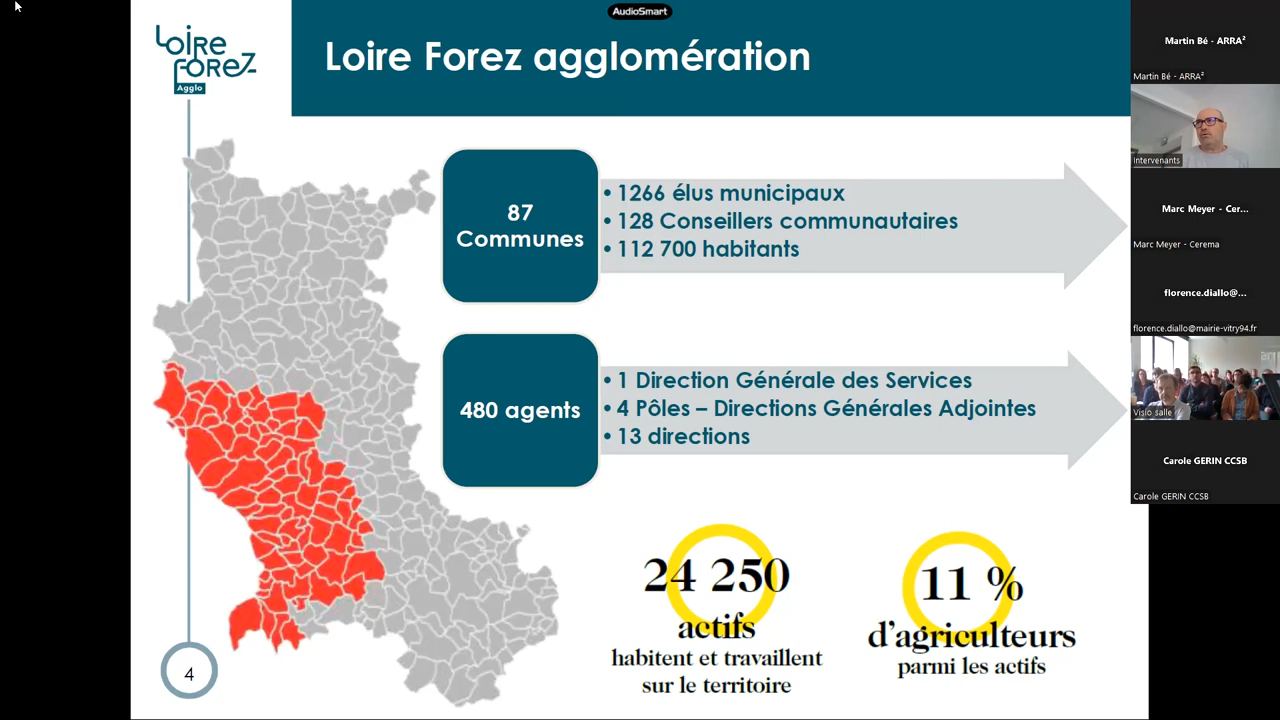 AudioSmart
LOIRE
FOREZ
Agglo
Loire Forez agglomération
87
Communes
• 1266 élus municipaux
• 128 Conseillers communautaires
• 112 700 habitants
480 agents
• 1 Direction Générale des Services
• 4 Pôles – Directions Générales Adjointes
• 13 directions
24 250
actifs
habitent et travaillent
sur le territoire
11 %
d’agriculteurs
parmi les actifs
4
Martin Bé - ARRA²
Martin Bé - ARRA²
Intervenants
Marc Meyer - Cer...
Marc Meyer - Cerema
florence.diallo@...
florence.diallo@mairie-vitry94.fr
Visio salle
Carole GERIN CCSB
Carole GERIN CCSB